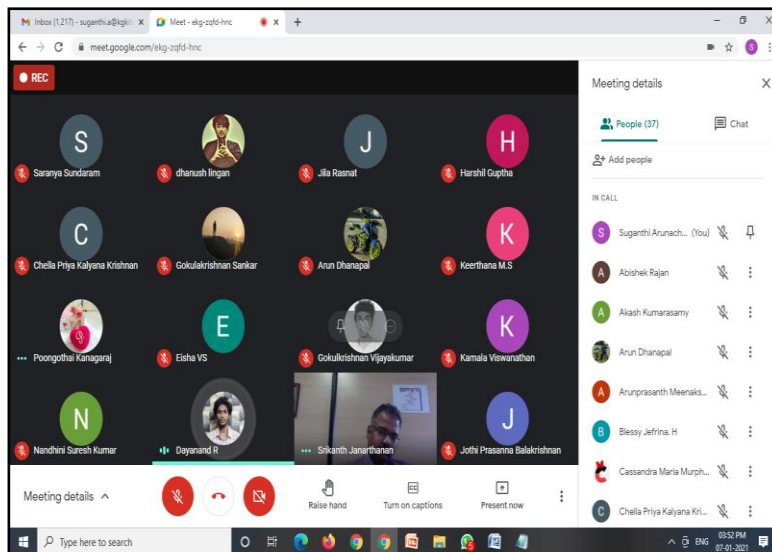 Inbox (1,217) - suganthi.a@kgki
Meet - ekg-zqfd-hnc
meet.google.com/ekg-zqfd-hnc
S
REC
Meeting details
People (37)
Chat
Add people
IN CALL
S
Saranya Sundaram
dhanush lingan
J
Jila Rasnat
H
Harshil Guptha
C
Chella Priya Kalyana Krishnan
Gokulakrishnan Sankar
Arun Dhanapal
K
Keerthana M.S
Poongothai Kanagaraj
E
Eisha VS
Gokulkrishnan Vijayakumar
K
Kamala Viswanathan
N
Nandhini Suresh Kumar
Dayanand R
Srikanth Janarthanan
J
Jothi Prasanna Balakrishnan
S
Suganthi Arunach... (You)
A
Abishek Rajan
A
Akash Kumarasamy
Arun Dhanapal
A
Arunprasanth Meenaks...
B
Blessy Jefrina. H
Cassandra Maria Murph...
C
Chella Priya Kalyana Kri...
Meeting details
Raise hand
CC
Turn on captions
Present now
Type here to search
ENG
03:52 PM
07-01-2021